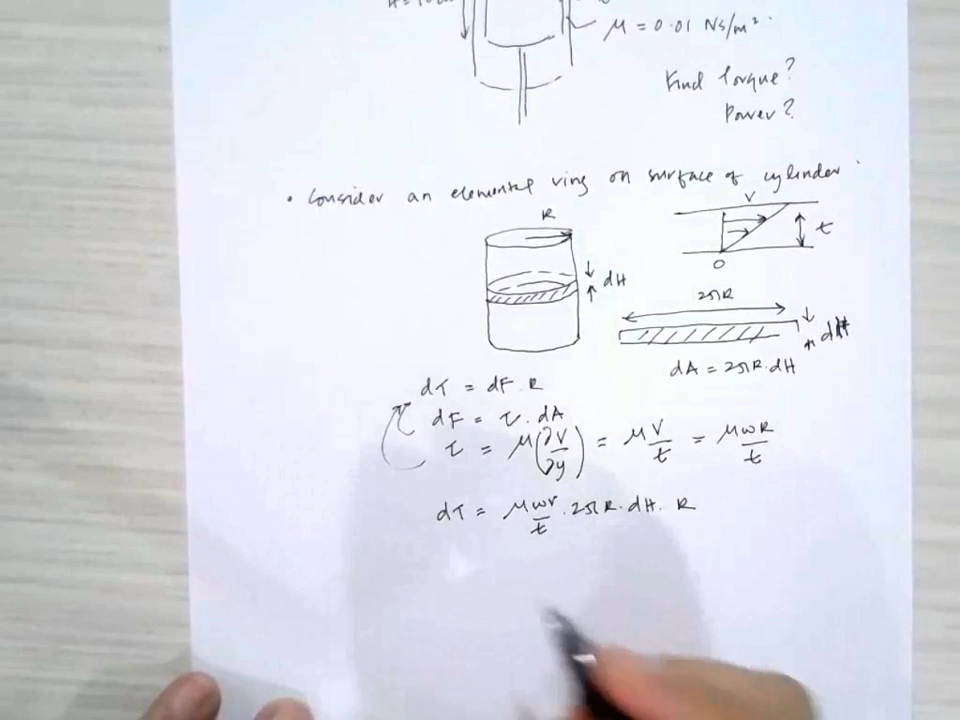 μ = 0.01 Ns/m².
Find Torque?
Power?
• Consider an elemental ring on surface of cylinder
R
dH
V
t
0
2πR
dH
dA = 2πR.dH
dT = dF.R
dF = τ.dA
τ = μ(∂V/∂y) = μV/t = μωR/t
dT = μωr/t . 2πR.dH. R